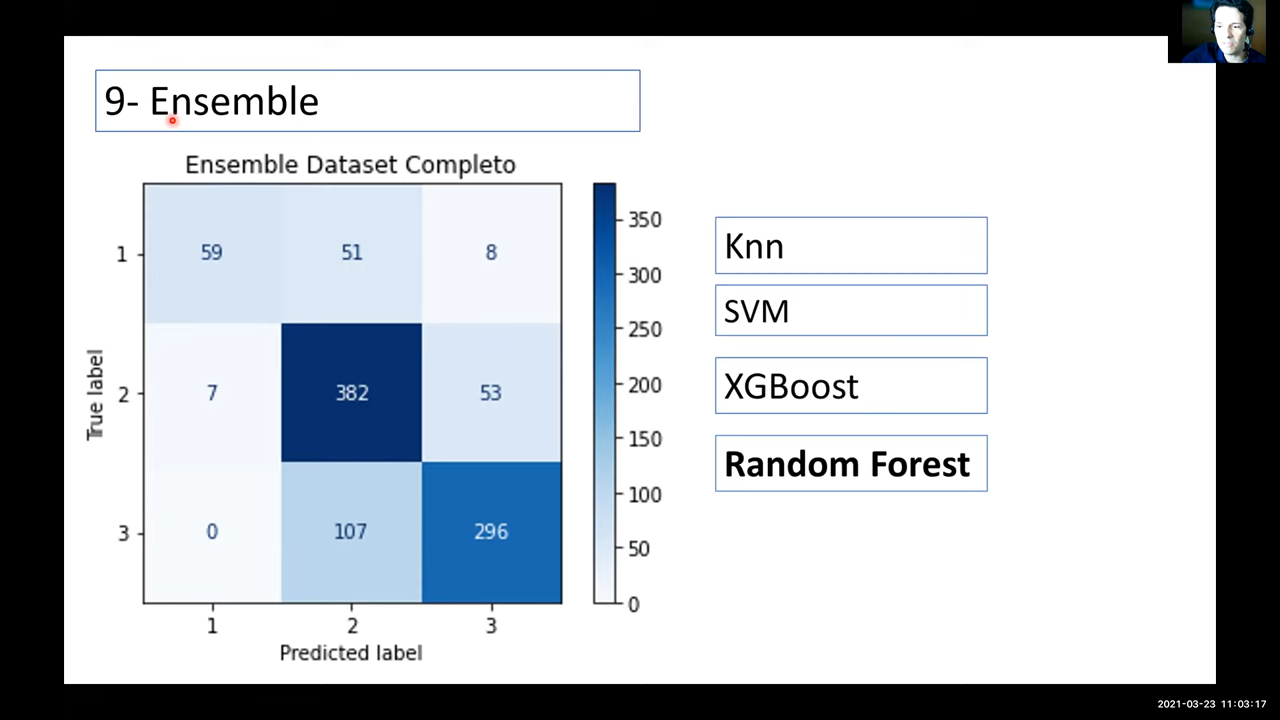 9- Ensemble
Ensemble Dataset Completo
350
300
250
200
150
100
50
0
True label
1 59 51 8
2 7 382 53
3 0 107 296
1 2 3
Predicted label
Knn
SVM
XGBoost
Random Forest
2021-03-23 11:03:17